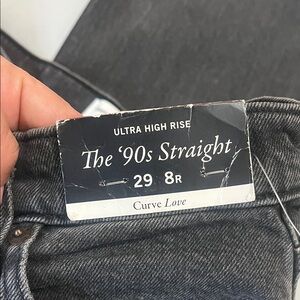 ULTRA HIGH RISE
The ‘90s Straight
29 8R
Curve Love